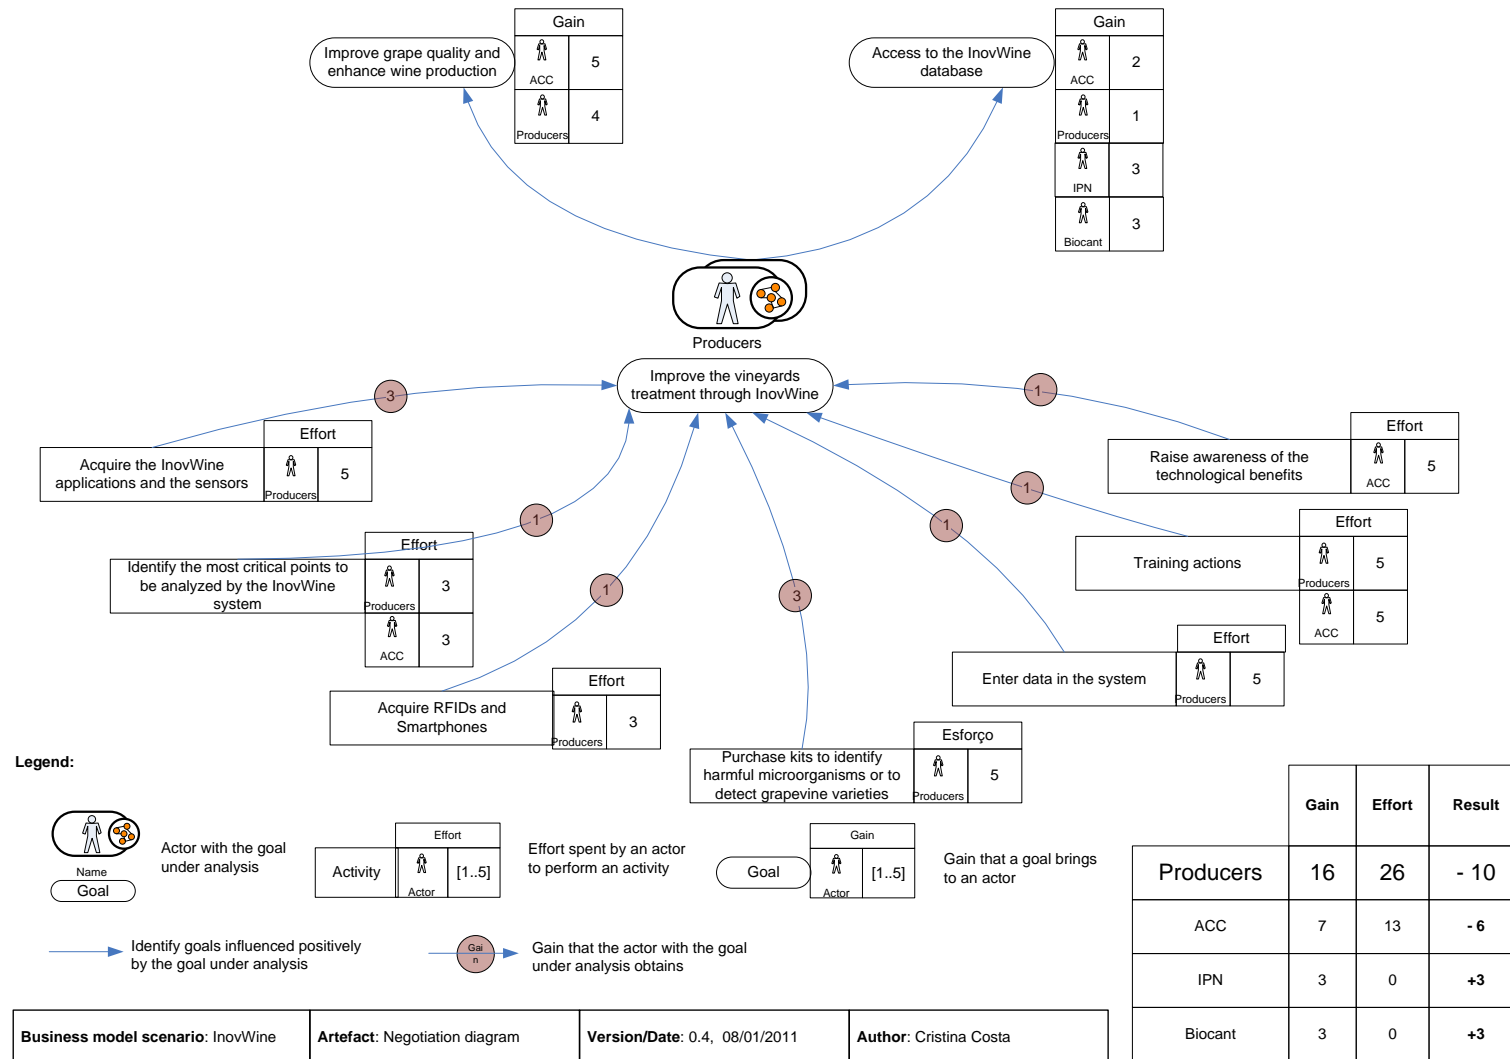 Gain
Improve grape quality and
enhance wine production
ACC
5
Producers
4
Gain
Access to the InovWine
database
ACC
2
Producers
1
IPN
3
Biocant
3
Producers
Improve the vineyards
treatment through InovWine
3
1
1
3
1
1
1
Effort
Acquire the InovWine
applications and the sensors
Producers
5
Effort
Identify the most critical points to
be analyzed by the InovWine
system
Producers
3
ACC
3
Effort
Acquire RFIDs and
Smartphones
Producers
3
Esforço
Purchase kits to identify
harmful microorganisms or to
detect grapevine varieties
Producers
5
Effort
Enter data in the system
Producers
5
Effort
Training actions
Producers
5
ACC
5
Effort
Raise awareness of the
technological benefits
ACC
5
Legend:
Name
Goal
Actor with the goal
under analysis
Effort
Activity
Actor
[1..5]
Effort spent by an actor
to perform an activity
Gain
Goal
Actor
[1..5]
Gain that a goal brings
to an actor
Identify goals influenced positively
by the goal under analysis
Gai
n
Gain that the actor with the goal
under analysis obtains
Gain Effort Result
Producers 16 26 - 10
ACC 7 13 - 6
IPN 3 0 +3
Biocant 3 0 +3
Business model scenario: InovWine
Artefact: Negotiation diagram
Version/Date: 0.4, 08/01/2011
Author: Cristina Costa